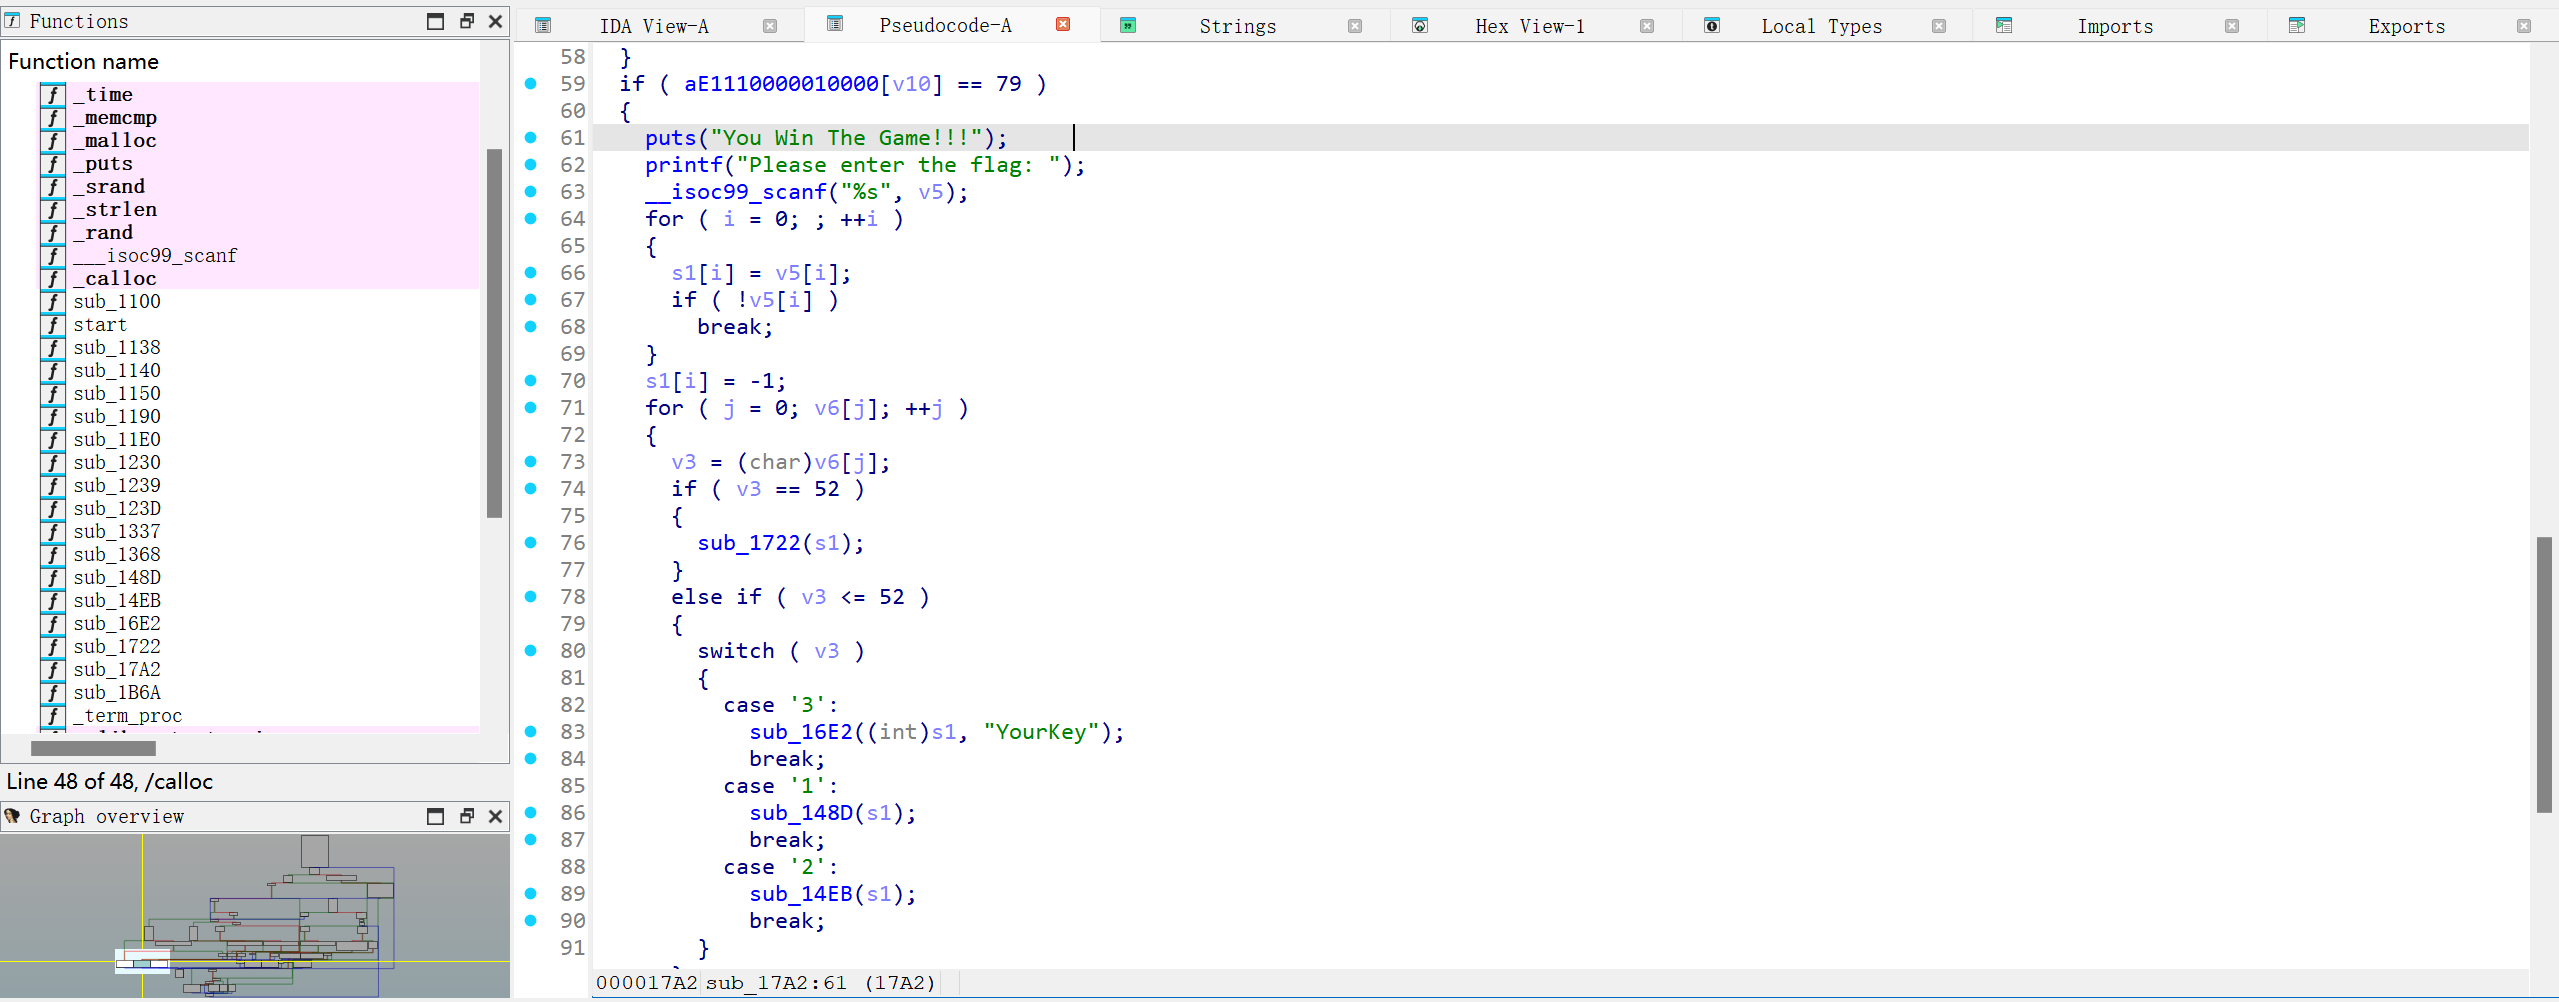 Functions
Function name
_time
_memcmp
_malloc
_puts
_srand
_strlen
_rand
___isoc99_scanf
_calloc
sub_1100
start
sub_1138
sub_1140
sub_1150
sub_1190
sub_11E0
sub_1230
sub_1239
sub_123D
sub_1337
sub_1368
sub_148D
sub_14EB
sub_16E2
sub_1722
sub_17A2
sub_1B6A
_term_proc
Line 48 of 48, /calloc
Graph overview
IDA View-A Pseudocode-A Strings Hex View-1 Local Types Imports Exports
58 }
59 if ( aE1110000010000[v10] == 79 )
60 {
61 puts("You Win The Game!!!");
62 printf("Please enter the flag: ");
63 __isoc99_scanf("%s", v5);
64 for ( i = 0; ; ++i )
65 {
66 s1[i] = v5[i];
67 if ( !v5[i] )
68 break;
69 }
70 s1[i] = -1;
71 for ( j = 0; v6[j]; ++j )
72 {
73 v3 = (char)v6[j];
74 if ( v3 == 52 )
75 {
76 sub_1722(s1);
77 }
78 else if ( v3 <= 52 )
79 {
80 switch ( v3 )
81 {
82 case '3':
83 sub_16E2((int)s1, "YourKey");
84 break;
85 case '1':
86 sub_148D(s1);
87 break;
88 case '2':
89 sub_14EB(s1);
90 break;
91 }
000017A2 sub_17A2:61 (17A2)